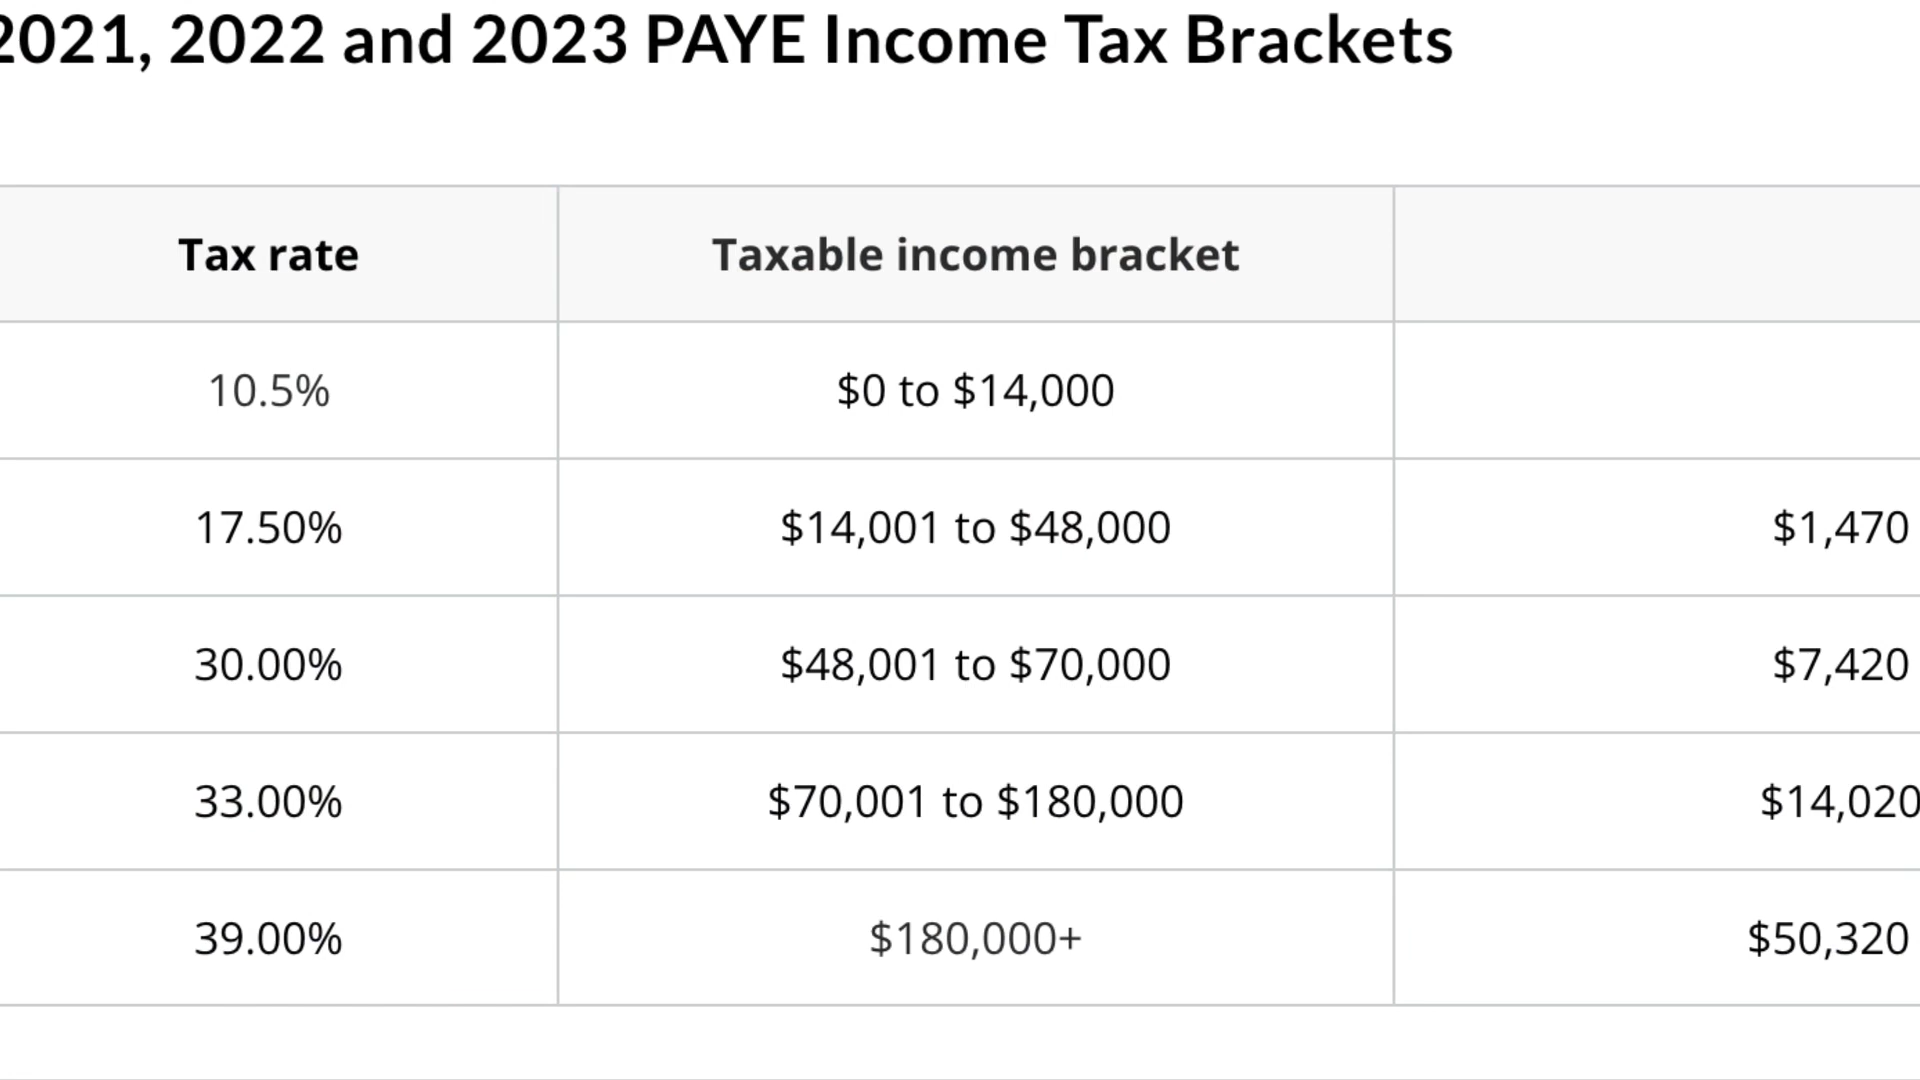 2021, 2022 and 2023 PAYE Income Tax Brackets
Tax rate Taxable income bracket
10.5% $0 to $14,000
17.50% $14,001 to $48,000 $1,470
30.00% $48,001 to $70,000 $7,420
33.00% $70,001 to $180,000 $14,020
39.00% $180,000+ $50,320